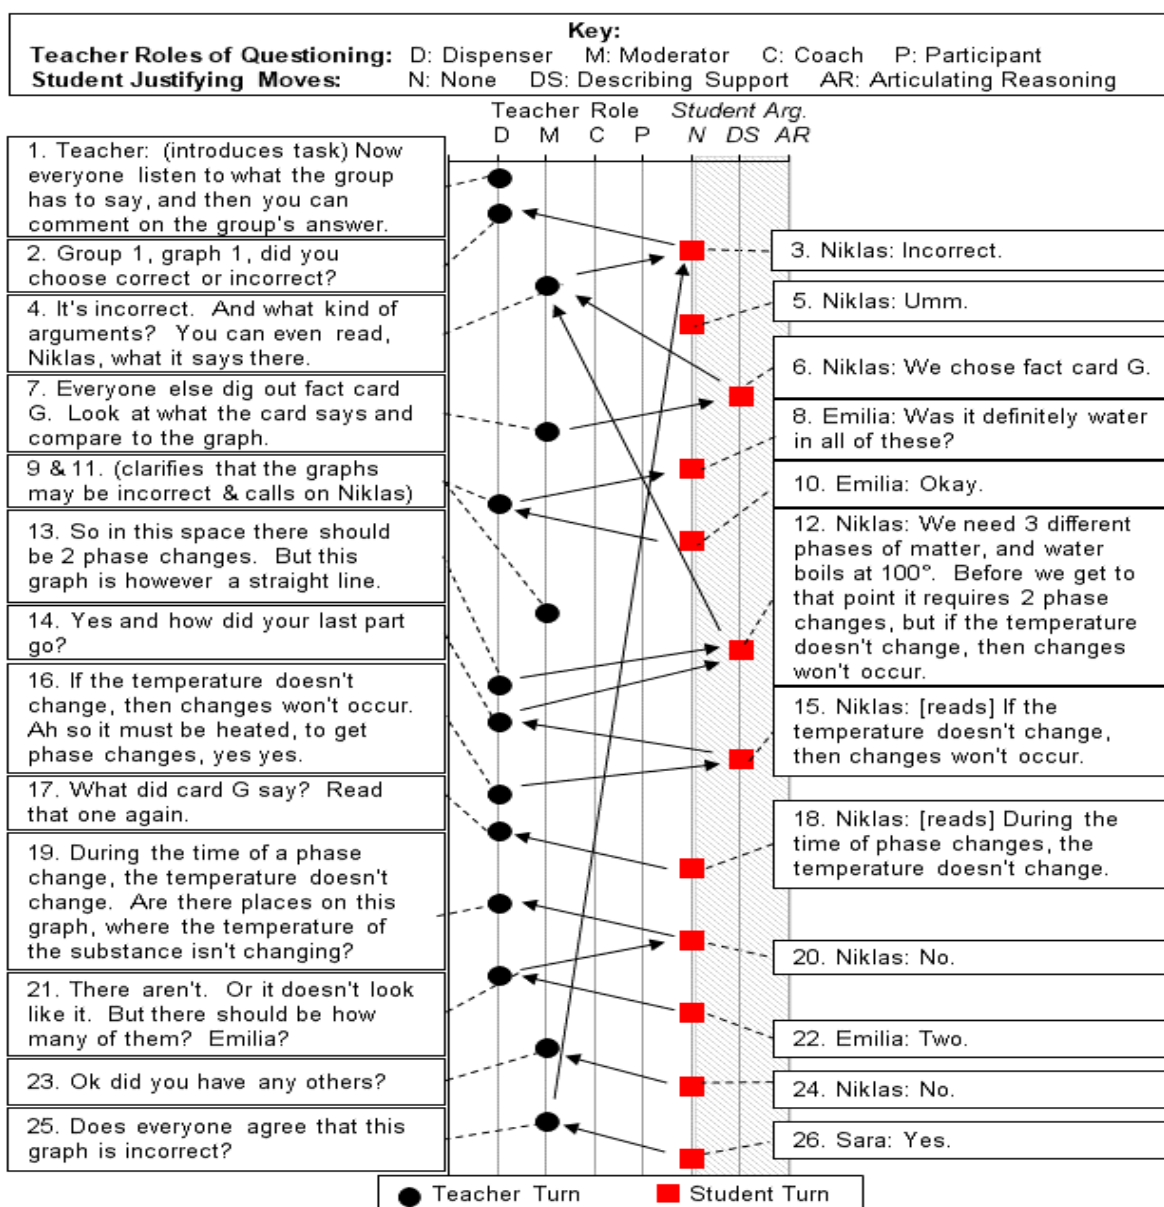 Key:
Teacher Roles of Questioning: D: Dispenser M: Moderator C: Coach P: Participant
Student Justifying Moves: N: None DS: Describing Support AR: Articulating Reasoning
Teacher Role Student Arg.
D M C P N DS AR
1. Teacher: (introduces task) Now
everyone listen to what the group
has to say, and then you can
comment on the group's answer.
2. Group 1, graph 1, did you
choose correct or incorrect?
3. Niklas: Incorrect.
4. It's incorrect. And what kind of
arguments? You can even read,
Niklas, what it says there.
5. Niklas: Umm.
6. Niklas: We chose fact card G.
7. Everyone else dig out fact card
G. Look at what the card says and
compare to the graph.
8. Emilia: Was it definitely water
in all of these?
9 & 11. (clarifies that the graphs
may be incorrect & calls on Niklas)
10. Emilia: Okay.
12. Niklas: We need 3 different
phases of matter, and water
boils at 100°. Before we get to
that point it requires 2 phase
changes, but if the temperature
doesn't change, then changes
won't occur.
13. So in this space there should
be 2 phase changes. But this
graph is however a straight line.
14. Yes and how did your last part
go?
15. Niklas: [reads] If the
temperature doesn't change,
then changes won't occur.
16. If the temperature doesn't
change, then changes won't occur.
Ah so it must be heated, to get
phase changes, yes yes.
17. What did card G say? Read
that one again.
18. Niklas: [reads] During the
time of phase changes, the
temperature doesn't change.
19. During the time of a phase
change, the temperature doesn't
change. Are there places on this
graph, where the temperature of
the substance isn't changing?
20. Niklas: No.
21. There aren't. Or it doesn't look
like it. But there should be how
many of them? Emilia?
22. Emilia: Two.
23. Ok did you have any others?
24. Niklas: No.
25. Does everyone agree that this
graph is incorrect?
26. Sara: Yes.
Teacher Turn Student Turn